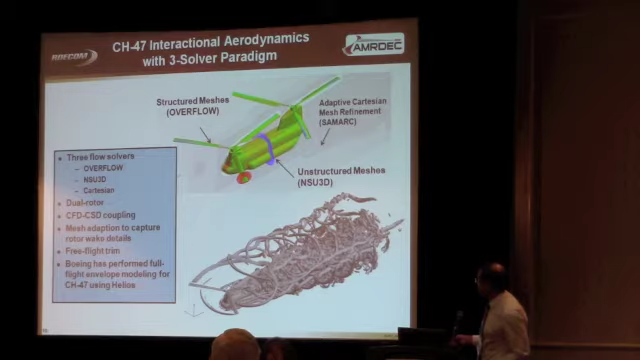 RDECOM
CH-47 Interactional Aerodynamics
with 3-Solver Paradigm
AMRDEC
Structured Meshes
(OVERFLOW)
Adaptive Cartesian
Mesh Refinement
(SAMARC)
Unstructured Meshes
(NSU3D)
• Three flow solvers
– OVERFLOW
– NSU3D
– Cartesian
• Dual-rotor
• CFD-CSD coupling
• Mesh adaption to capture
rotor wake details
• Free-flight trim
• Boeing has performed full-
flight envelope modeling for
CH-47 using Helios